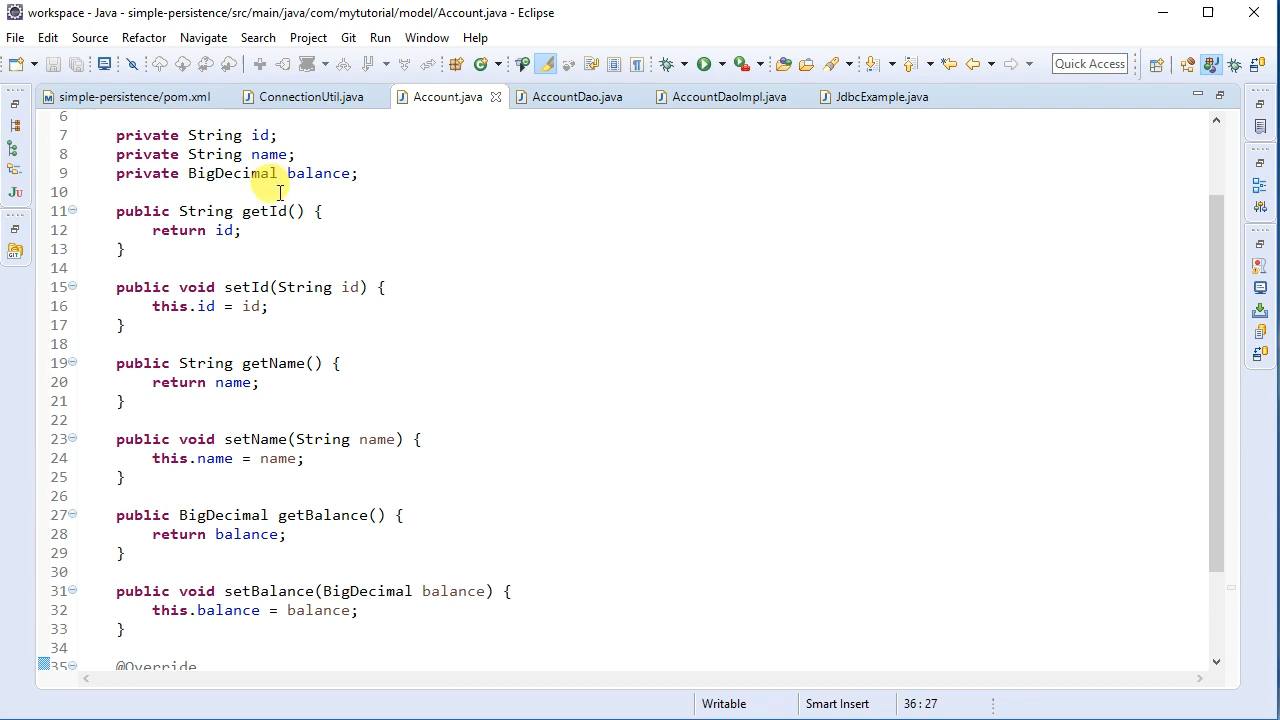 workspace - Java - simple-persistence/src/main/java/com/mytutorial/model/Account.java - Eclipse
File Edit Source Refactor Navigate Search Project Git Run Window Help
Quick Access
simple-persistence/pom.xml ConnectionUtil.java Account.java AccountDao.java AccountDaoImpl.java JdbcExample.java
6
7 private String id;
8 private String name;
9 private BigDecimal balance;
10
11 public String getId() {
12 return id;
13 }
14
15 public void setId(String id) {
16 this.id = id;
17 }
18
19 public String getName() {
20 return name;
21 }
22
23 public void setName(String name) {
24 this.name = name;
25 }
26
27 public BigDecimal getBalance() {
28 return balance;
29 }
30
31 public void setBalance(BigDecimal balance) {
32 this.balance = balance;
33 }
34
35 @Override
Writable Smart Insert 36 : 27